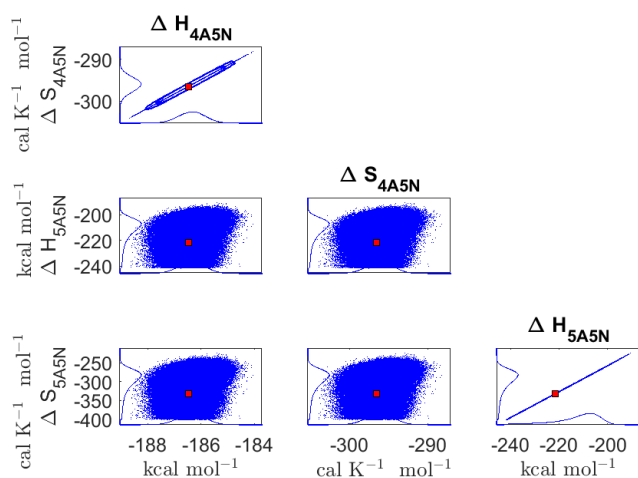 Δ H4A5N
cal K−1 mol−1
Δ S4A5N
-290
-300
Δ S4A5N
kcal mol−1
Δ H5A5N
-200
-220
-240
Δ H5A5N
cal K−1 mol−1
Δ S5A5N
-250
-300
-350
-400
-188 -186 -184
kcal mol−1
-300 -290
cal K−1 mol−1
-240 -220 -200
kcal mol−1